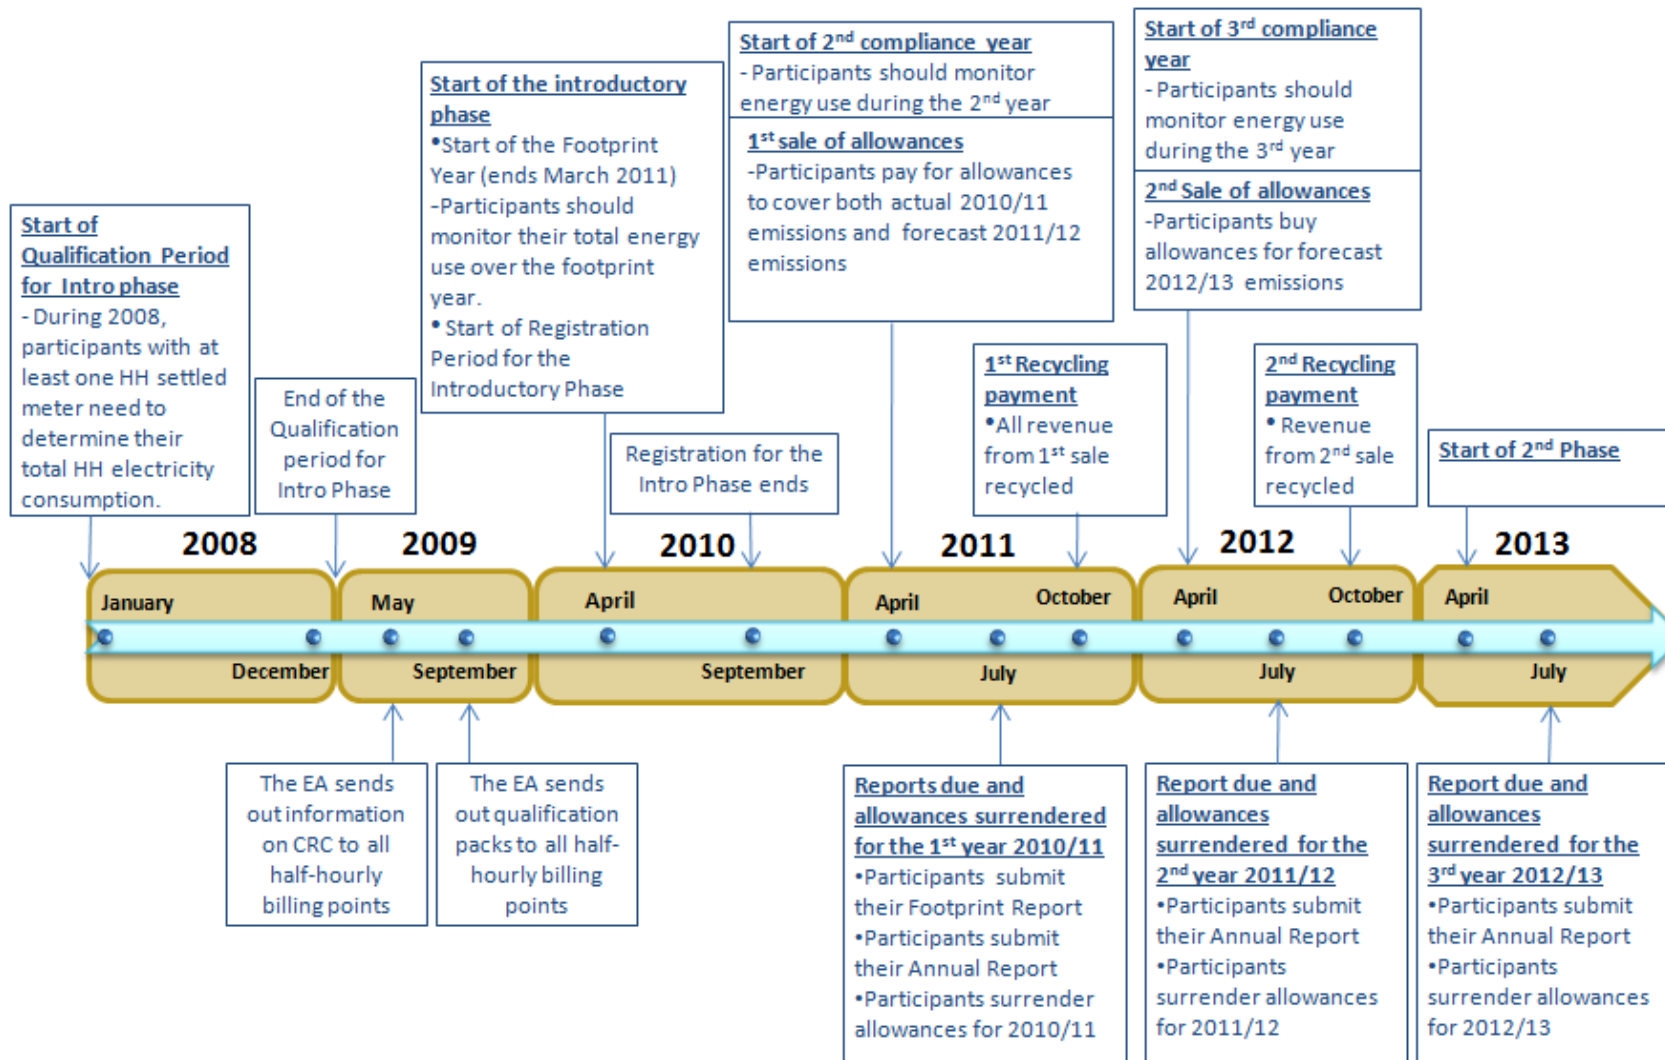 Start of
Qualification Period
for Intro phase
- During 2008,
participants with at
least one HH settled
meter need to
determine their
total HH electricity
consumption.
End of the
Qualification
period for
Intro Phase
Start of the introductory
phase
•Start of the Footprint
Year (ends March 2011)
-Participants should
monitor their total energy
use over the footprint
year.
• Start of Registration
Period for the
Introductory Phase
Registration for the
Intro Phase ends
Start of 2nd compliance year
- Participants should monitor
energy use during the 2nd year
1st sale of allowances
-Participants pay for allowances
to cover both actual 2010/11
emissions and forecast 2011/12
emissions
1st Recycling
payment
•All revenue
from 1st sale
recycled
Start of 3rd compliance
year
- Participants should
monitor energy use
during the 3rd year
2nd Sale of allowances
-Participants buy
allowances for forecast
2012/13 emissions
2nd Recycling
payment
• Revenue
from 2nd sale
recycled
Start of 2nd Phase
2008
2009
2010
2011
2012
2013
January
May
April
April
October
April
October
April
December
September
September
July
July
July
The EA sends
out information
on CRC to all
half-hourly
billing points
The EA sends
out qualification
packs to all half-
hourly billing
points
Reports due and
allowances surrendered
for the 1st year 2010/11
•Participants submit
their Footprint Report
•Participants submit
their Annual Report
•Participants surrender
allowances for 2010/11
Report due and
allowances
surrendered for the
2nd year 2011/12
•Participants submit
their Annual Report
•Participants
surrender allowances
for 2011/12
Report due and
allowances
surrendered for the
3rd year 2012/13
•Participants submit
their Annual Report
•Participants
surrender allowances
for 2012/13